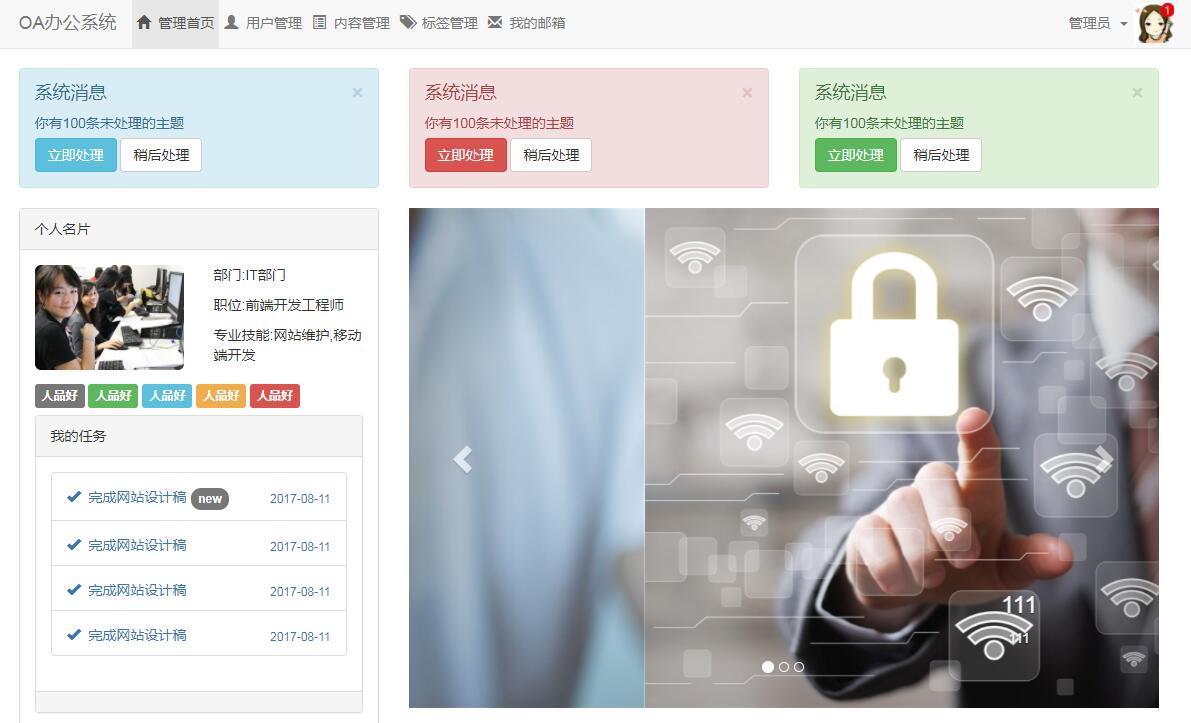 OA办公系统 管理首页 用户管理 内容管理 标签管理 我的邮箱 管理员 1
系统消息 ×
你有100条未处理的主题
立即处理 稍后处理
系统消息 ×
你有100条未处理的主题
立即处理 稍后处理
系统消息 ×
你有100条未处理的主题
立即处理 稍后处理
个人名片
部门:IT部门
职位:前端开发工程师
专业技能:网站维护,移动
端开发
人品好 人品好 人品好 人品好 人品好
我的任务
完成网站设计稿 new 2017-08-11
完成网站设计稿 2017-08-11
完成网站设计稿 2017-08-11
完成网站设计稿 2017-08-11
111
111